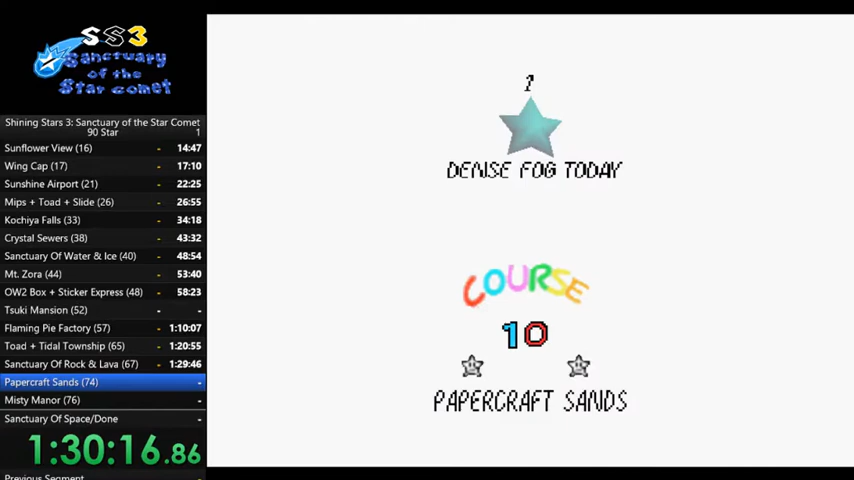 SS3
Sanctuary
of the
Star Comet
Shining Stars 3: Sanctuary of the Star Comet
90 Star 1
Sunflower View (16) - 14:47
Wing Cap (17) - 17:10
Sunshine Airport (21) - 22:25
Mips + Toad + Slide (26) - 26:55
Kochiya Falls (33) - 34:18
Crystal Sewers (38) - 43:32
Sanctuary Of Water & Ice (40) - 48:54
Mt. Zora (44) - 53:40
OW2 Box + Sticker Express (48) - 58:23
Tsuki Mansion (52) - -
Flaming Pie Factory (57) - 1:10:07
Toad + Tidal Township (65) - 1:20:55
Sanctuary Of Rock & Lava (67) - 1:29:46
Papercraft Sands (74) -
Misty Manor (76) -
Sanctuary Of Space/Done -
1:30:16.86
Previous Segment
1
DENSE FOG TODAY
COURSE
10
PAPERCRAFT SANDS